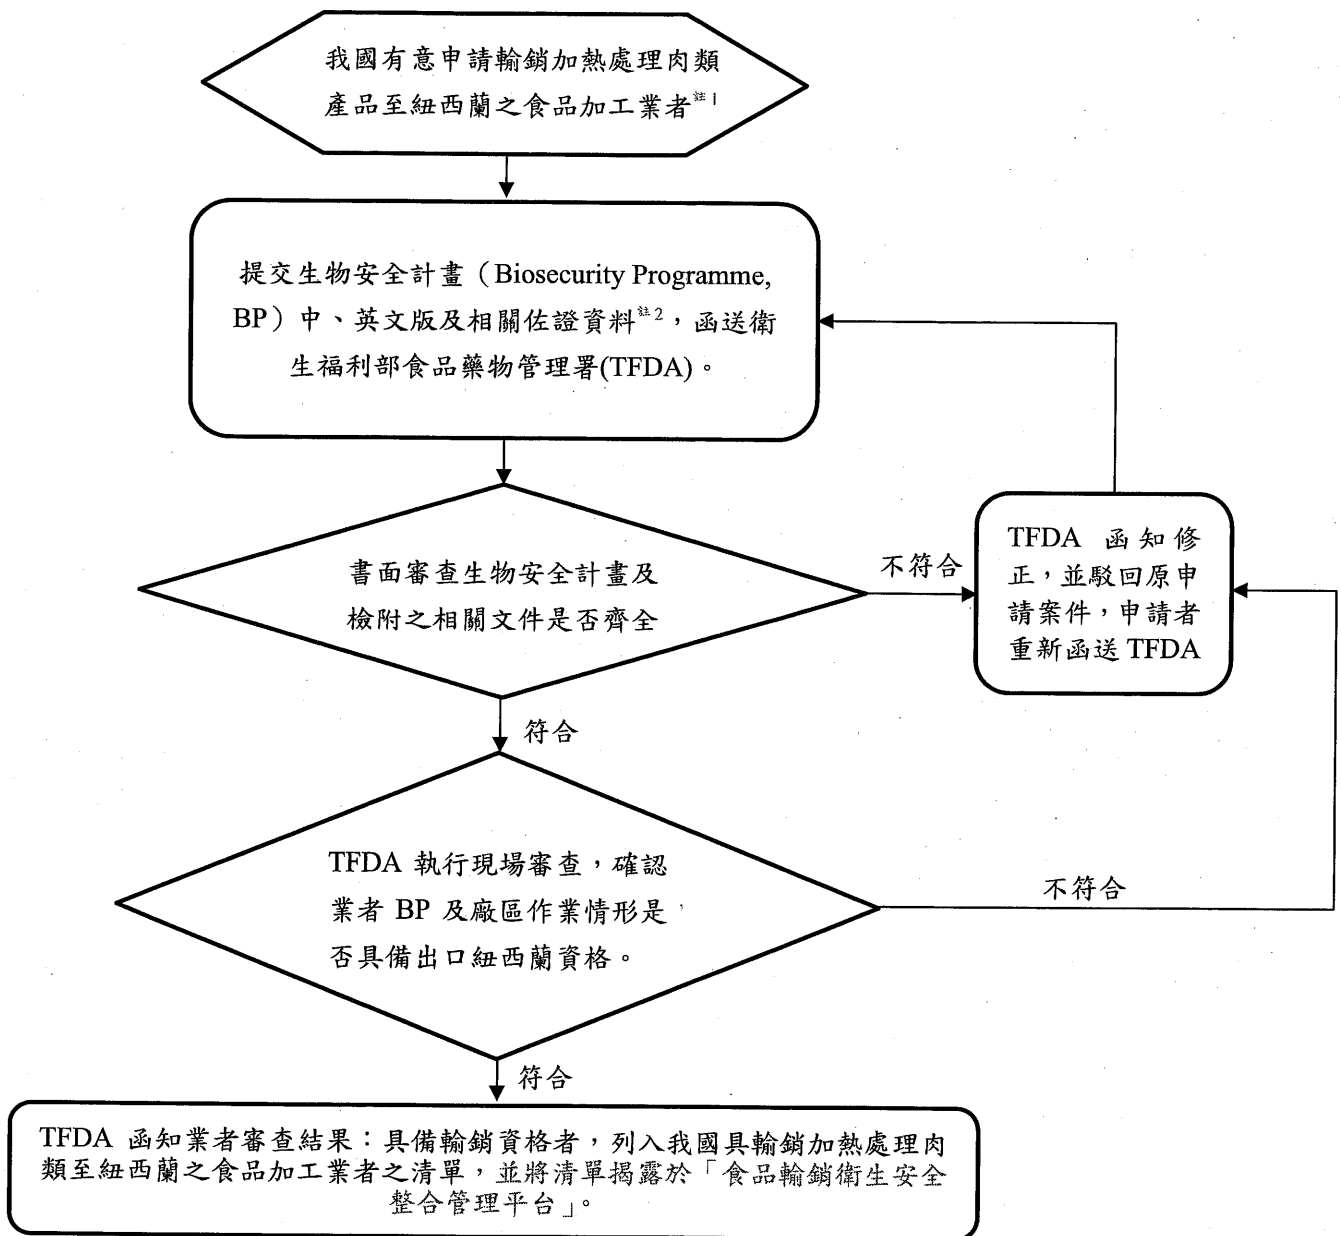 我國有意申請輸銷加熱處理肉類
產品至紐西蘭之食品加工業者註1
提交生物安全計畫（Biosecurity Programme,
BP）中、英文版及相關佐證資料註2，函送衛
生福利部食品藥物管理署(TFDA)。
書面審查生物安全計畫及
檢附之相關文件是否齊全
不符合
TFDA 函知修
正，並駁回原申
請案件，申請者
重新函送 TFDA
符合
TFDA 執行現場審查，確認
業者 BP 及廠區作業情形是
否具備出口紐西蘭資格。
不符合
符合
TFDA 函知業者審查結果：具備輸銷資格者，列入我國具輸銷加熱處理肉
類至紐西蘭之食品加工業者之清單，並將清單揭露於「食品輸銷衛生安全
整合管理平台」。